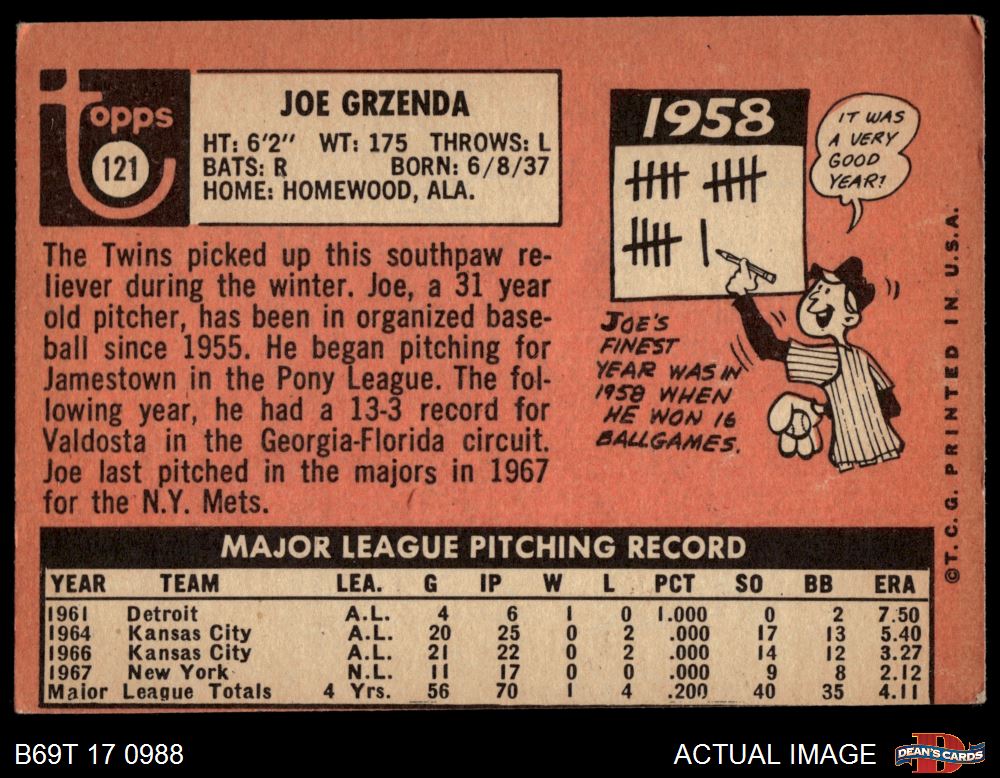 Topps
121
JOE GRZENDA
HT: 6'2" WT: 175 THROWS: L
BATS: R BORN: 6/8/37
HOME: HOMEWOOD, ALA.
The Twins picked up this southpaw re-
liever during the winter. Joe, a 31 year
old pitcher, has been in organized base-
ball since 1955. He began pitching for
Jamestown in the Pony League. The fol-
lowing year, he had a 13-3 record for
Valdosta in the Georgia-Florida circuit.
Joe last pitched in the majors in 1967
for the N.Y. Mets.
1958
IT WAS
A VERY
GOOD
YEAR!
JOE'S
FINEST
YEAR WAS IN
1958 WHEN
HE WON 16
BALLGAMES.
©T. C. G. PRINTED IN U.S.A.
MAJOR LEAGUE PITCHING RECORD
YEAR TEAM LEA. G IP W L PCT SO BB ERA
1961 Detroit A.L. 4 6 1 0 1.000 0 2 7.50
1964 Kansas City A.L. 20 25 0 2 .000 17 13 5.40
1966 Kansas City A.L. 21 22 0 2 .000 14 12 3.27
1967 New York N.L. 11 17 0 0 .000 9 8 2.12
Major League Totals 4 Yrs. 56 70 1 4 .200 40 35 4.11
B69T 17 0988
ACTUAL IMAGE
DEAN'S CARDS